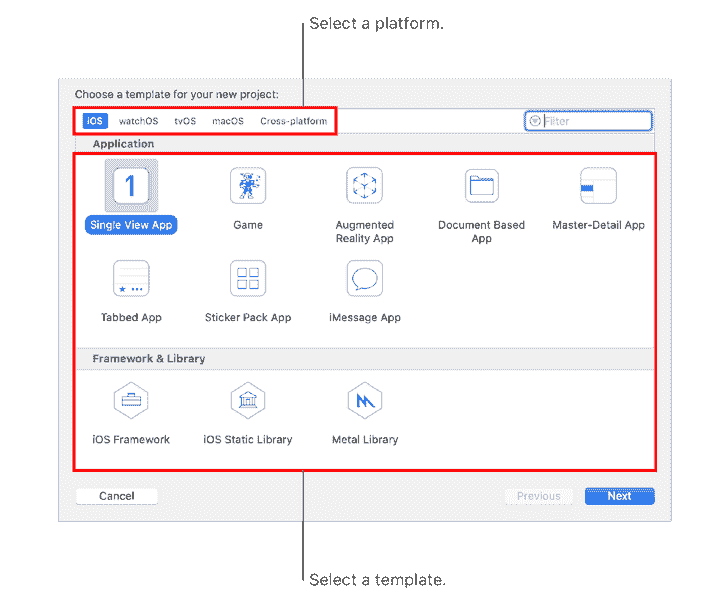 Select a platform.
Choose a template for your new project:
iOS watchOS tvOS macOS Cross-platform Filter
Application
1
Single View App Game Augmented Reality App Document Based App Master-Detail App
Tabbed App Sticker Pack App iMessage App
Framework & Library
iOS Framework iOS Static Library Metal Library
Cancel Previous Next
Select a template.